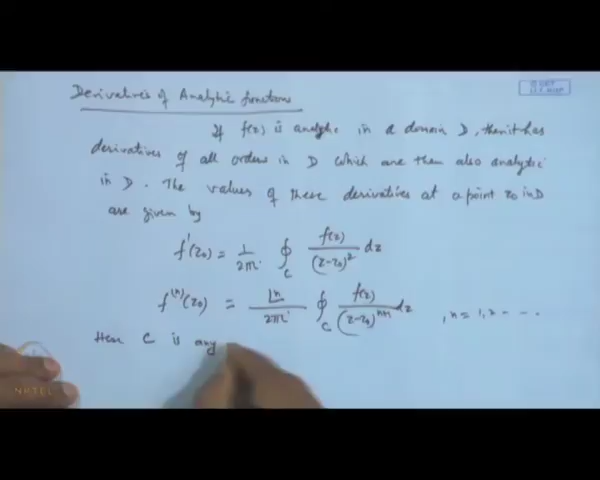 Derivatives of Analytic functions
If f(z) is analytic in a domain D, then it has
derivatives of all orders in D which are then also analytic
in D. The values of these derivatives at a point z0 in D
are given by
f'(z0) = 1/2πi ∮C f(z)/(z-z0)^2 dz
f^(n)(z0) = ⌊n/2πi ∮C f(z)/(z-z0)^(n+1) dz , n = 1,2 - - - .
Here C is any
NPTEL